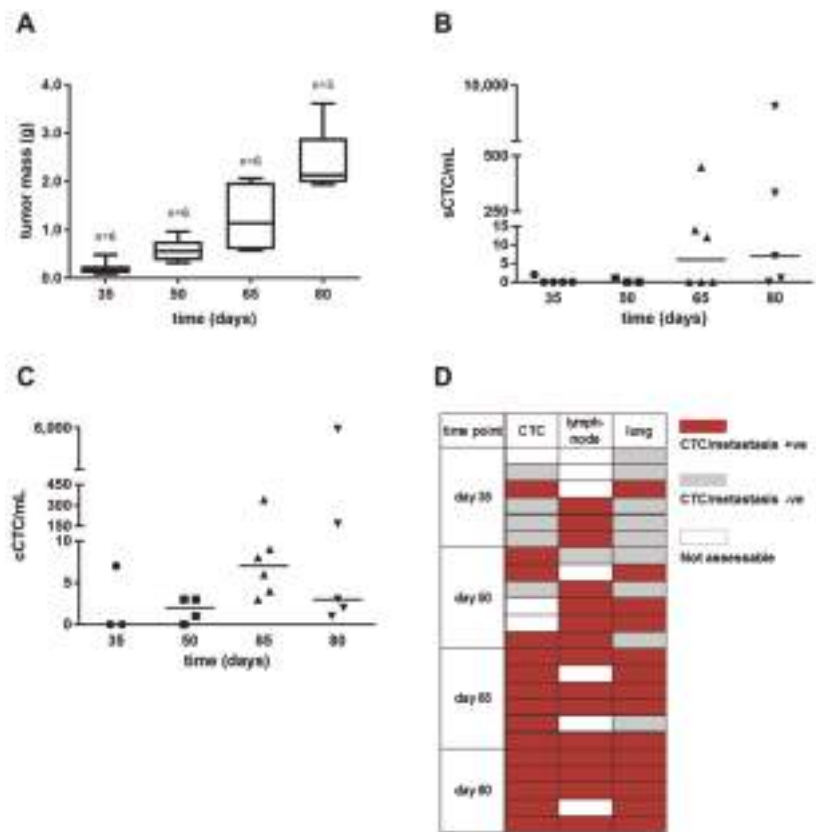 A
tumor mass (g)
4.0
3.0
2.0
1.0
0.0
n=6
n=6
n=6
35
50
65
80
time (days)
B
sCTC/mL
10,000
500
250
15
10
5
0
35
50
65
80
time (days)
C
cCTC/mL
450
300
150
10
5
0
35
50
65
80
time (days)
D
time point
CTC
lymph-
node
lung
day 35
day 50
day 65
day 80
CTC/metastasis +ve
CTC/metastasis -ve
Not assessable